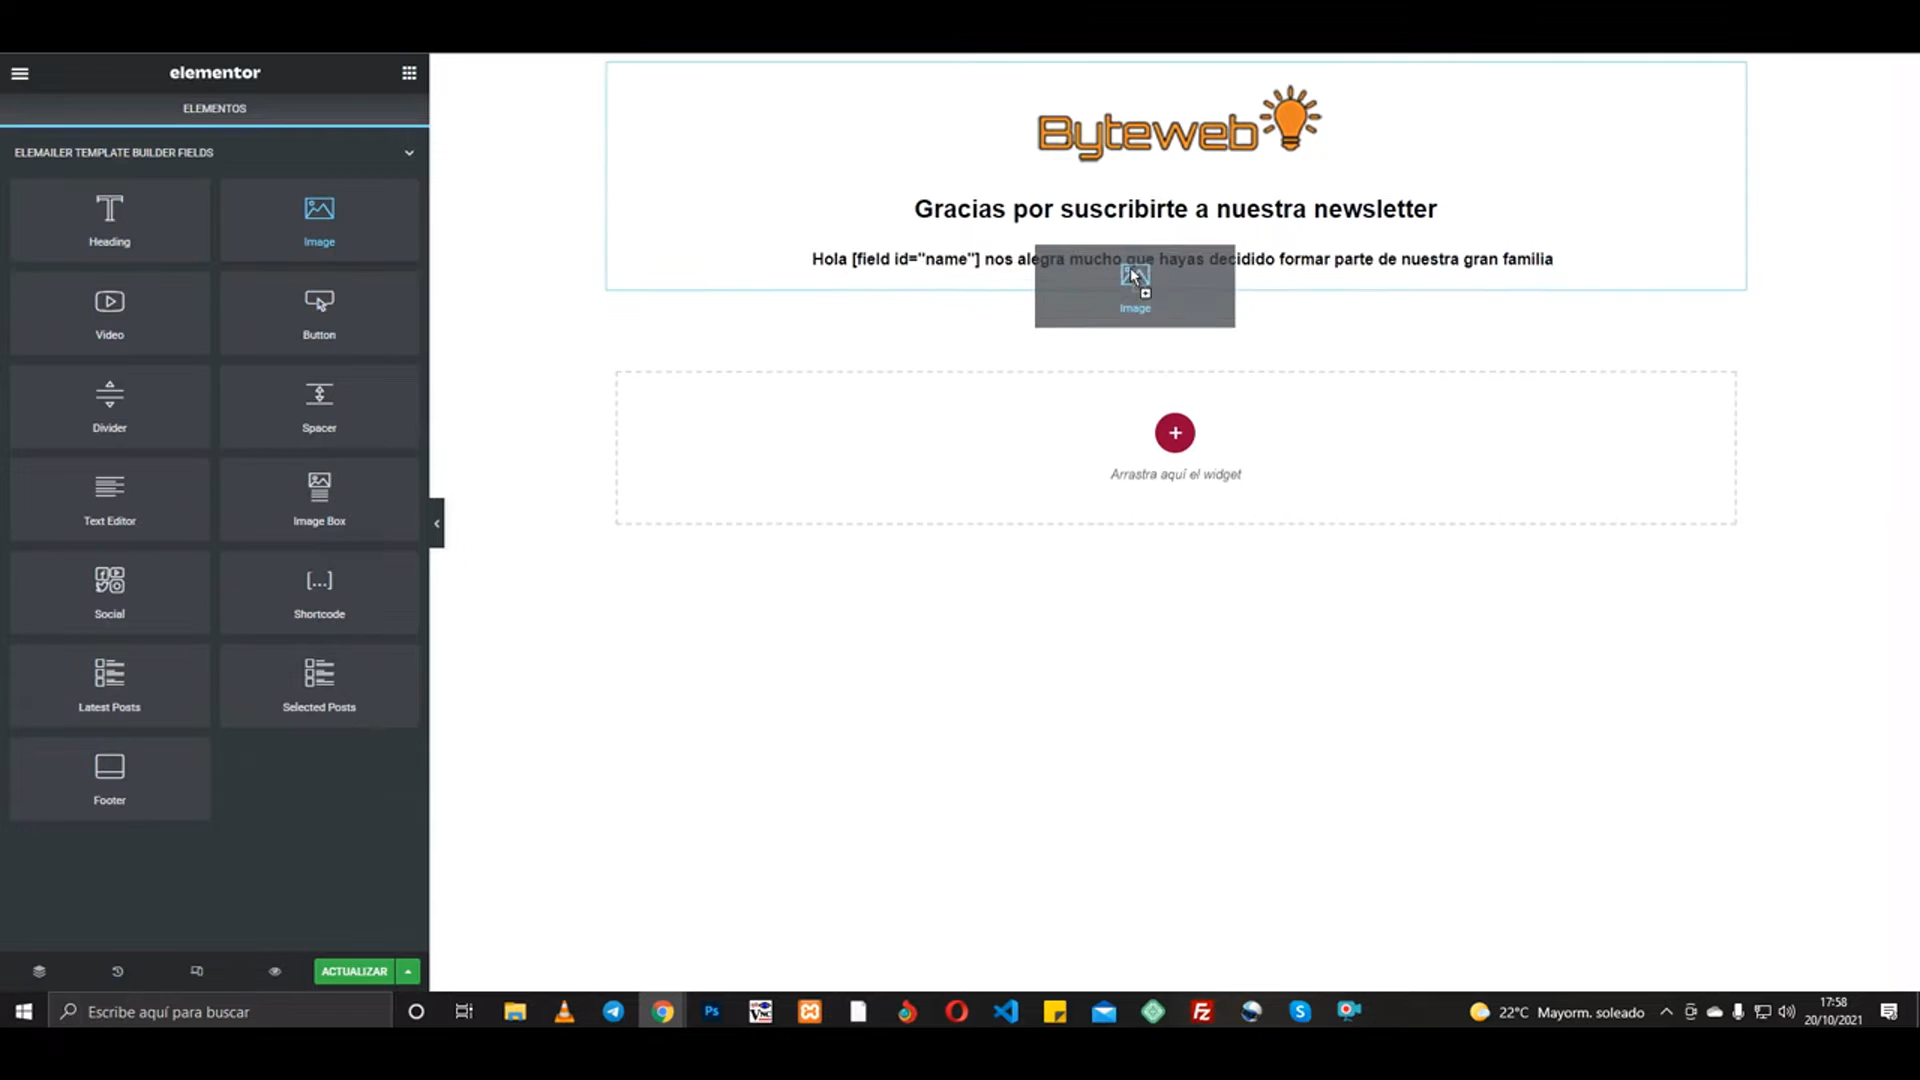 elementor
ELEMENTOS
ELEMAILER TEMPLATE BUILDER FIELDS
Heading
Image
Video
Button
Divider
Spacer
Text Editor
Image Box
Social
[...]
Shortcode
Latest Posts
Selected Posts
Footer
ACTUALIZAR
Byteweb
Gracias por suscribirte a nuestra newsletter
Hola [field id="name"] nos alegra mucho que hayas decidido formar parte de nuestra gran familia
Image
Arrastra aquí el widget
Escribe aquí para buscar
Ps
VNC
FZ
S
22°C Mayorm. soleado
17:58
20/10/2021